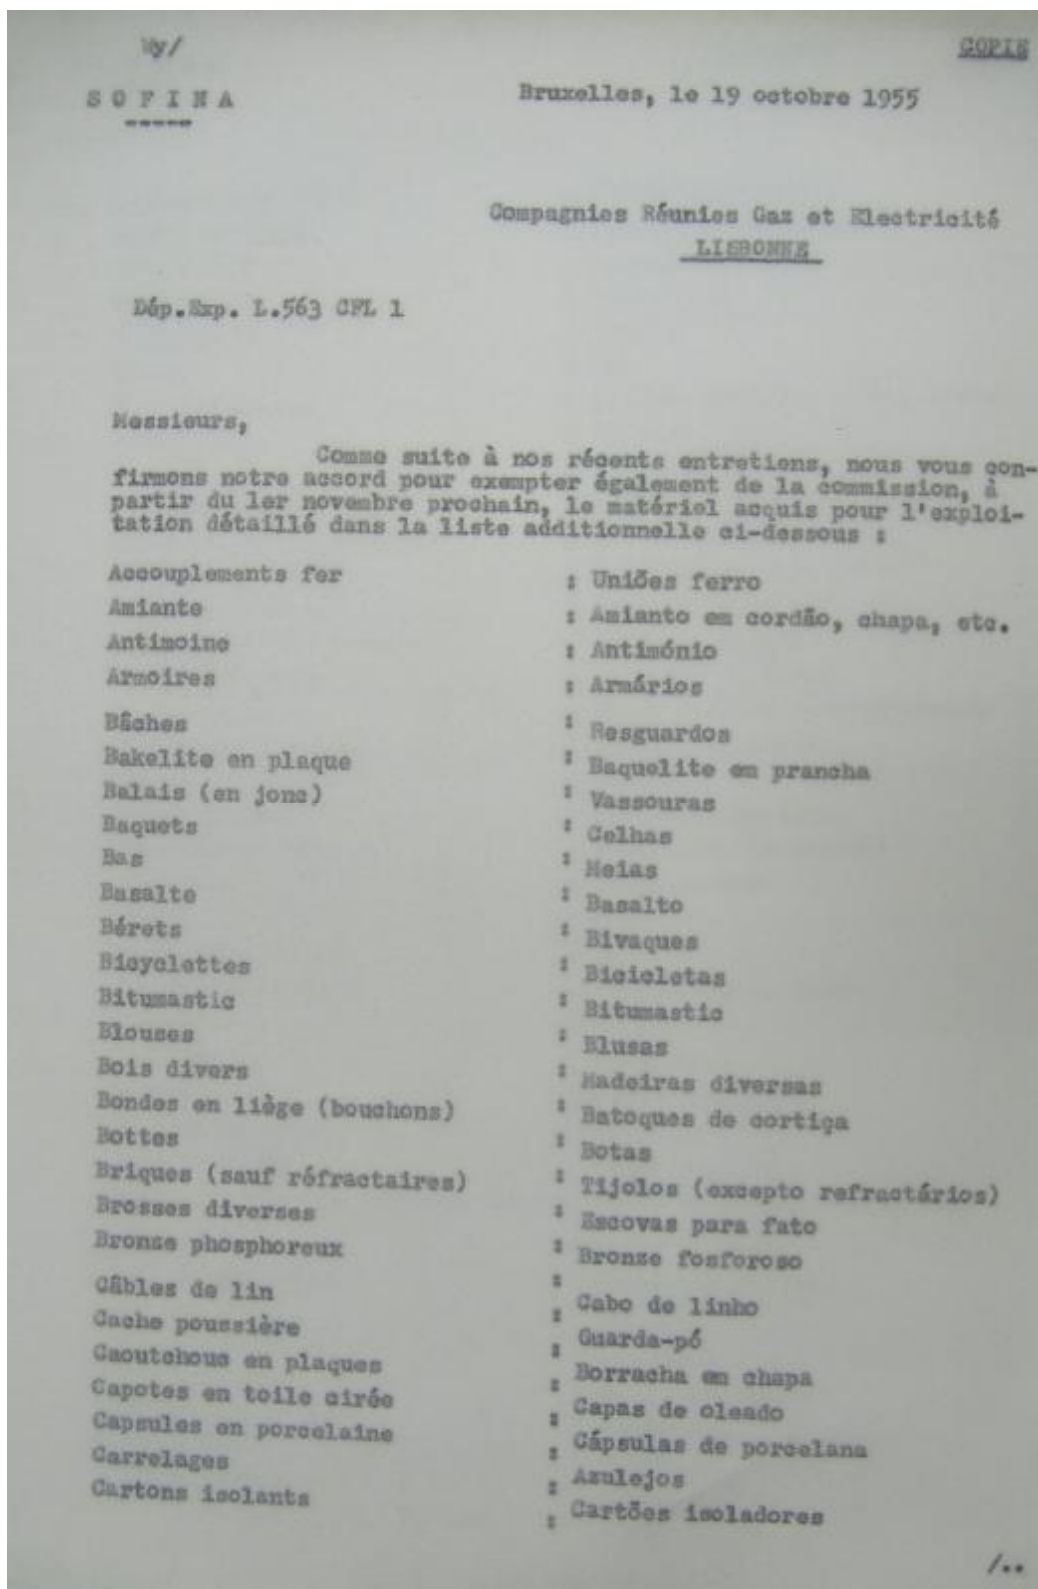 Wy/ COPIE
SOFINA Bruxelles, le 19 octobre 1955
-----
Compagnies Réunies Gaz et Electricité
LISBONNE
Dép.Exp. L.563 CFL 1
Messieurs,
Comme suite à nos récents entretiens, nous vous con-
firmons notre accord pour exempter également de la commission, à
partir du 1er novembre prochain, le matériel acquis pour l'exploi-
tation détaillé dans la liste additionnelle ci-dessous :
Accouplements fer : Uniões ferro
Amiante : Amianto em cordão, chapa, etc.
Antimoine : Antimónio
Armoires : Armários
Bâches : Resguardos
Bakelite en plaque : Baquelite em prancha
Balais (en jonc) : Vassouras
Baquets : Celhas
Bas : Meias
Basalte : Basalto
Bérets : Bivaques
Bicyclettes : Bicicletas
Bitumastic : Bitumastic
Blouses : Blusas
Bois divers : Madeiras diversas
Bondes en liège (bouchons) : Batoques de cortiça
Bottes : Botas
Briques (sauf réfractaires) : Tijolos (excepto refractários)
Brosses diverses : Escovas para fato
Bronze phosphoreux : Bronze fosforoso
Câbles de lin : Cabo de linho
Cache poussière : Guarda-pó
Caoutchouc en plaques : Borracha em chapa
Capotes en toile cirée : Capas de oleado
Capsules en porcelaine : Cápsulas de porcelana
Carrelages : Azulejos
Cartons isolants : Cartões isoladores
/..